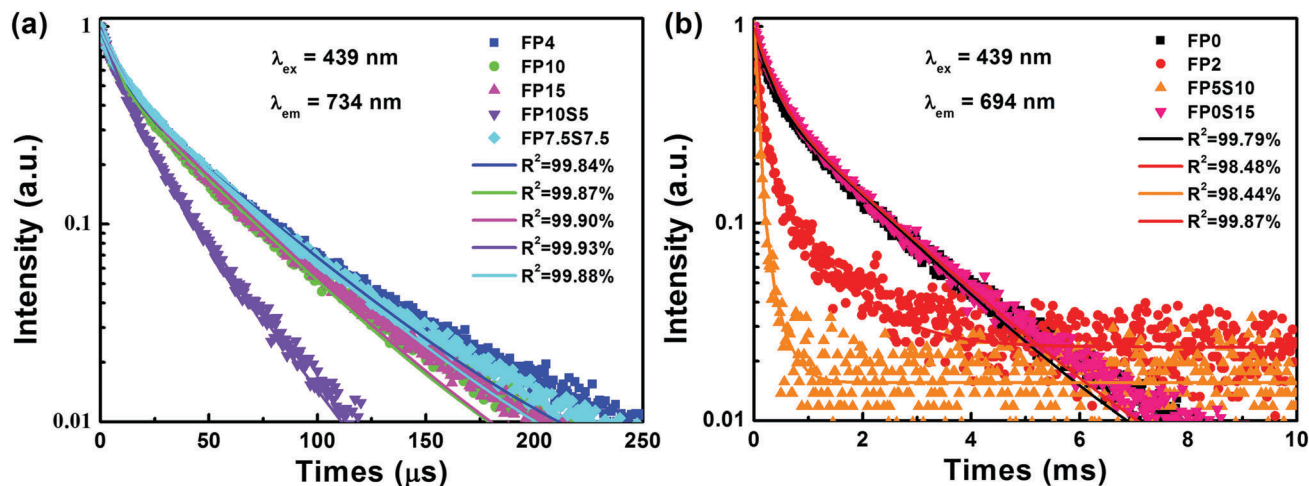 (a)
λex = 439 nm
λem = 734 nm
FP4
FP10
FP15
FP10S5
FP7.5S7.5
R²=99.84%
R²=99.87%
R²=99.90%
R²=99.93%
R²=99.88%
1
0.1
0.01
Intensity (a.u.)
0 50 100 150 200 250
Times (μs)
(b)
λex = 439 nm
λem = 694 nm
FP0
FP2
FP5S10
FP0S15
R²=99.79%
R²=98.48%
R²=98.44%
R²=99.87%
1
0.1
0.01
Intensity (a.u.)
0 2 4 6 8 10
Times (ms)